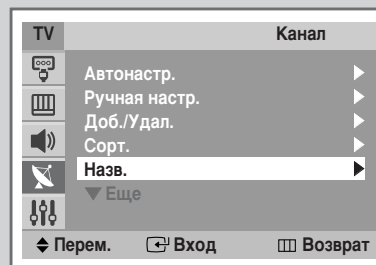 TV Канал
Автонастр.
Ручная настр.
Доб./Удал.
Сорт.
Назв.
▼ Еще
Перем. Вход Возврат